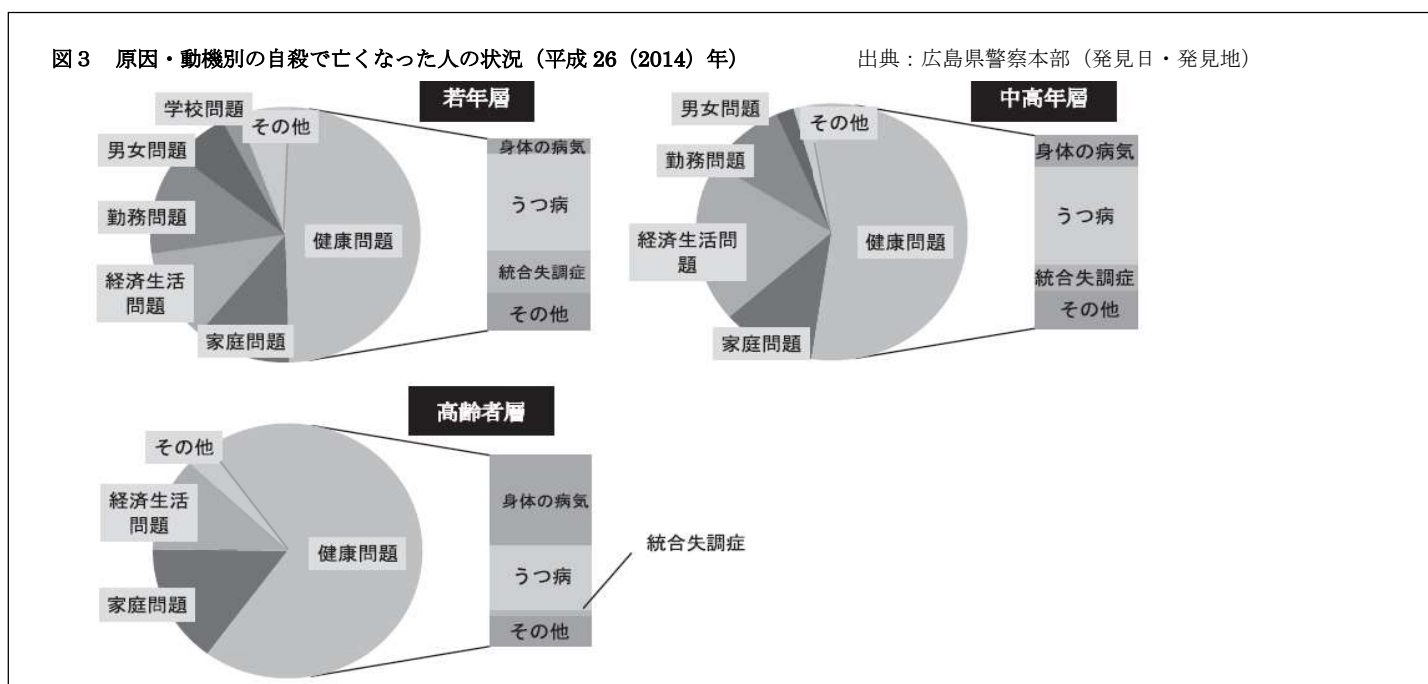 図3 原因・動機別の自殺で亡くなった人の状況（平成 26（2014）年）
出典：広島県警察本部（発見日・発見地）
若年層
学校問題
その他
男女問題
勤務問題
経済生活
問題
家庭問題
健康問題
身体の病気
うつ病
統合失調症
その他
中高年層
男女問題
その他
勤務問題
経済生活問
題
家庭問題
健康問題
身体の病気
うつ病
統合失調症
その他
高齢者層
その他
経済生活
問題
家庭問題
健康問題
身体の病気
うつ病
統合失調症
その他